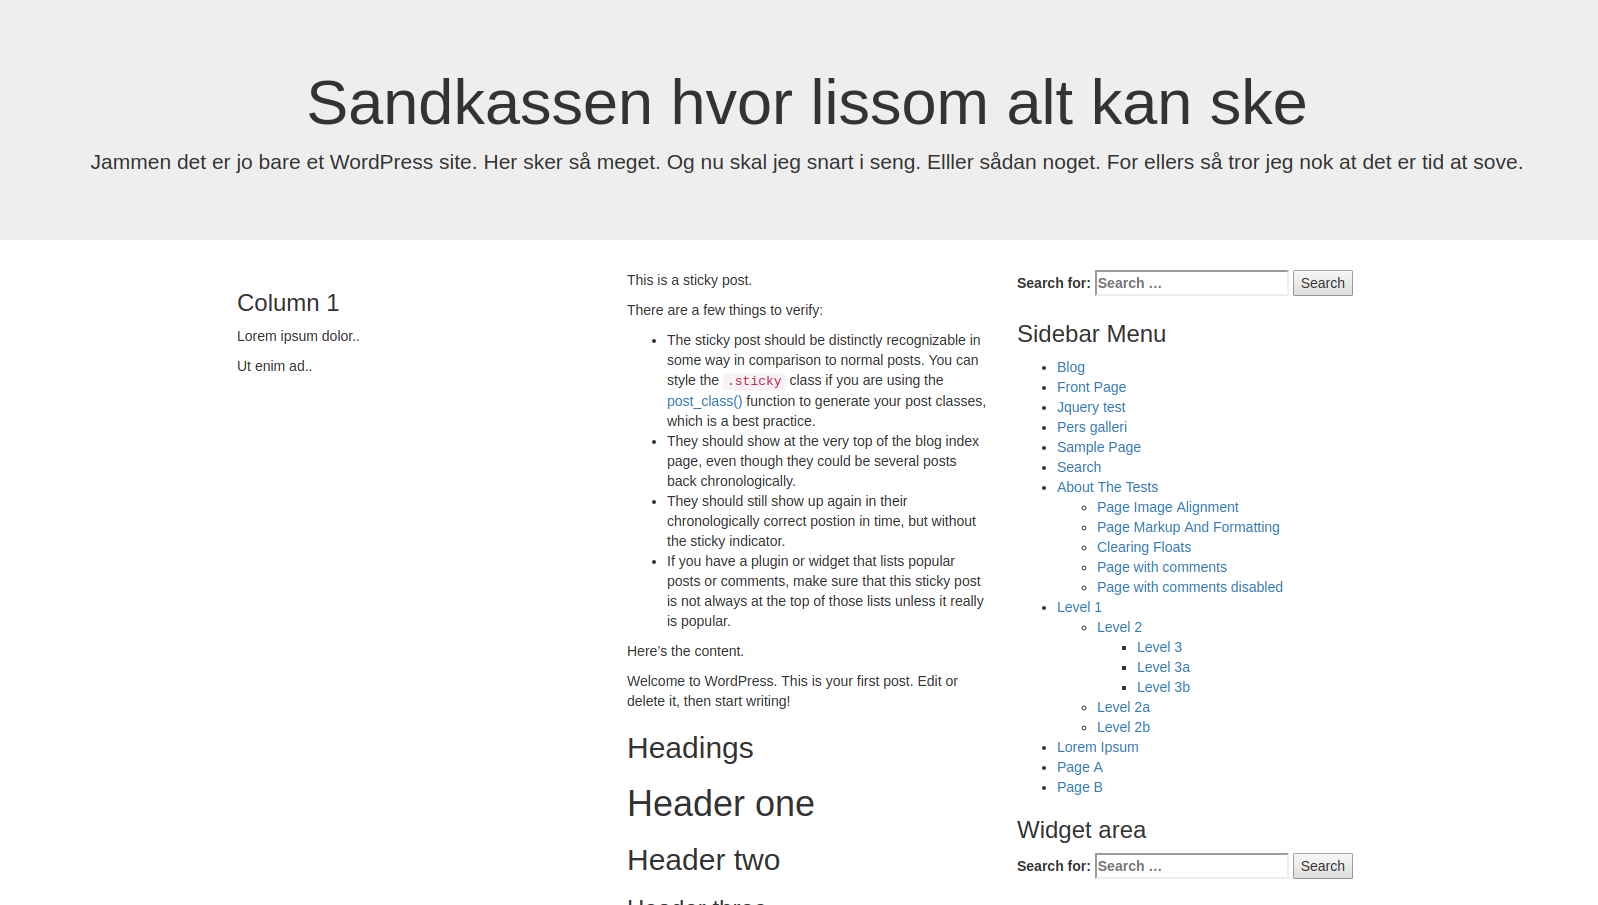 Sandkassen hvor lissom alt kan ske
Jammen det er jo bare et WordPress site. Her sker så meget. Og nu skal jeg snart i seng. Elller sådan noget. For ellers så tror jeg nok at det er tid at sove.
Column 1
Lorem ipsum dolor..
Ut enim ad..
This is a sticky post.
There are a few things to verify:
The sticky post should be distinctly recognizable in
some way in comparison to normal posts. You can
style the .sticky class if you are using the
post_class() function to generate your post classes,
which is a best practice.
They should show at the very top of the blog index
page, even though they could be several posts
back chronologically.
They should still show up again in their
chronologically correct postion in time, but without
the sticky indicator.
If you have a plugin or widget that lists popular
posts or comments, make sure that this sticky post
is not always at the top of those lists unless it really
is popular.
Here’s the content.
Welcome to WordPress. This is your first post. Edit or
delete it, then start writing!
Headings
Header one
Header two
Header three
Search for: Search … Search
Sidebar Menu
Blog
Front Page
Jquery test
Pers galleri
Sample Page
Search
About The Tests
Page Image Alignment
Page Markup And Formatting
Clearing Floats
Page with comments
Page with comments disabled
Level 1
Level 2
Level 3
Level 3a
Level 3b
Level 2a
Level 2b
Lorem Ipsum
Page A
Page B
Widget area
Search for: Search … Search